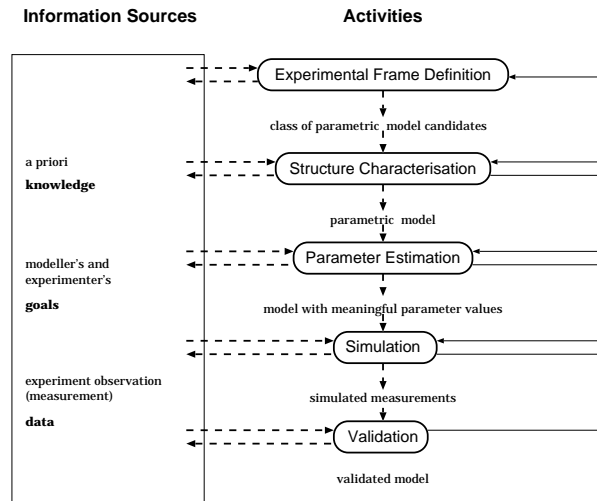 Information Sources
Activities
Experimental Frame Definition
class of parametric model candidates
a priori
knowledge
Structure Characterisation
parametric model
modeller's and
experimenter's
goals
Parameter Estimation
model with meaningful parameter values
Simulation
experiment observation
(measurement)
data
simulated measurements
Validation
validated model